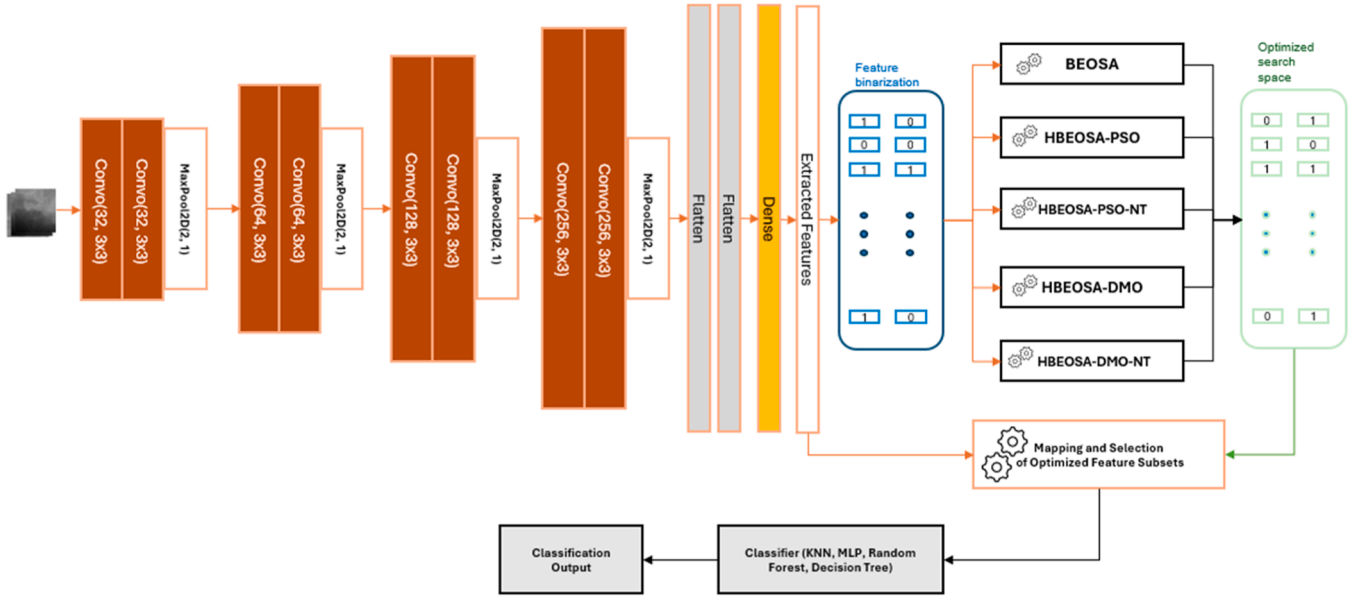 Convo(32, 3x3)
Convo(32, 3x3)
MaxPool2D(2, 1)
Convo(64, 3x3)
Convo(64, 3x3)
MaxPool2D(2, 1)
Convo(128, 3x3)
Convo(128, 3x3)
MaxPool2D(2, 1)
Convo(256, 3x3)
Convo(256, 3x3)
MaxPool2D(2, 1)
Flatten
Flatten
Dense
Extracted Features
Feature
binarization
1 0
0 0
1 1
1 0
BEOSA
HBEOSA-PSO
HBEOSA-PSO-NT
HBEOSA-DMO
HBEOSA-DMO-NT
Optimized
search
space
0 1
1 0
1 1
0 1
Mapping and Selection
of Optimized Feature Subsets
Classifier (KNN, MLP, Random
Forest, Decision Tree)
Classification
Output